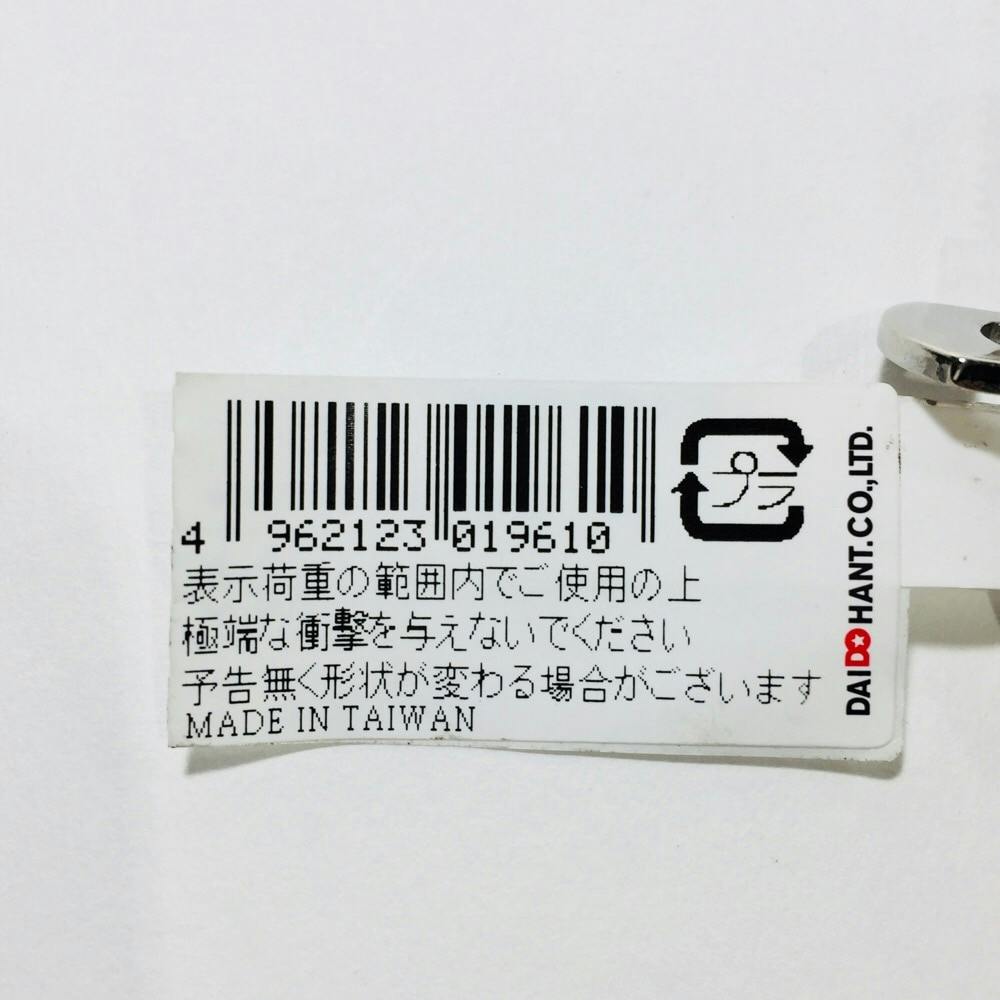 4 962123 019610
プラ
表示荷重の範囲内でご使用の上
極端な衝撃を与えないでください
予告無く形状が変わる場合がございます
MADE IN TAIWAN
DAIDOHANT.CO.,LTD.